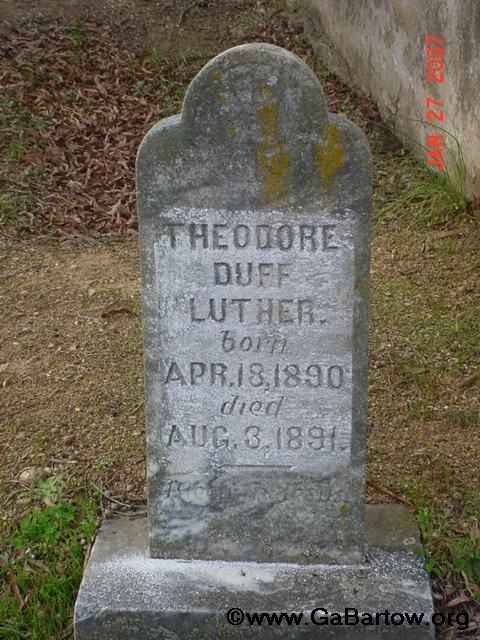 JAN 27 2007
THEODORE
DUFF
LUTHER.
born
APR. 18, 1890
died
AUG. 3, 1891.
©www.GaBartow.org